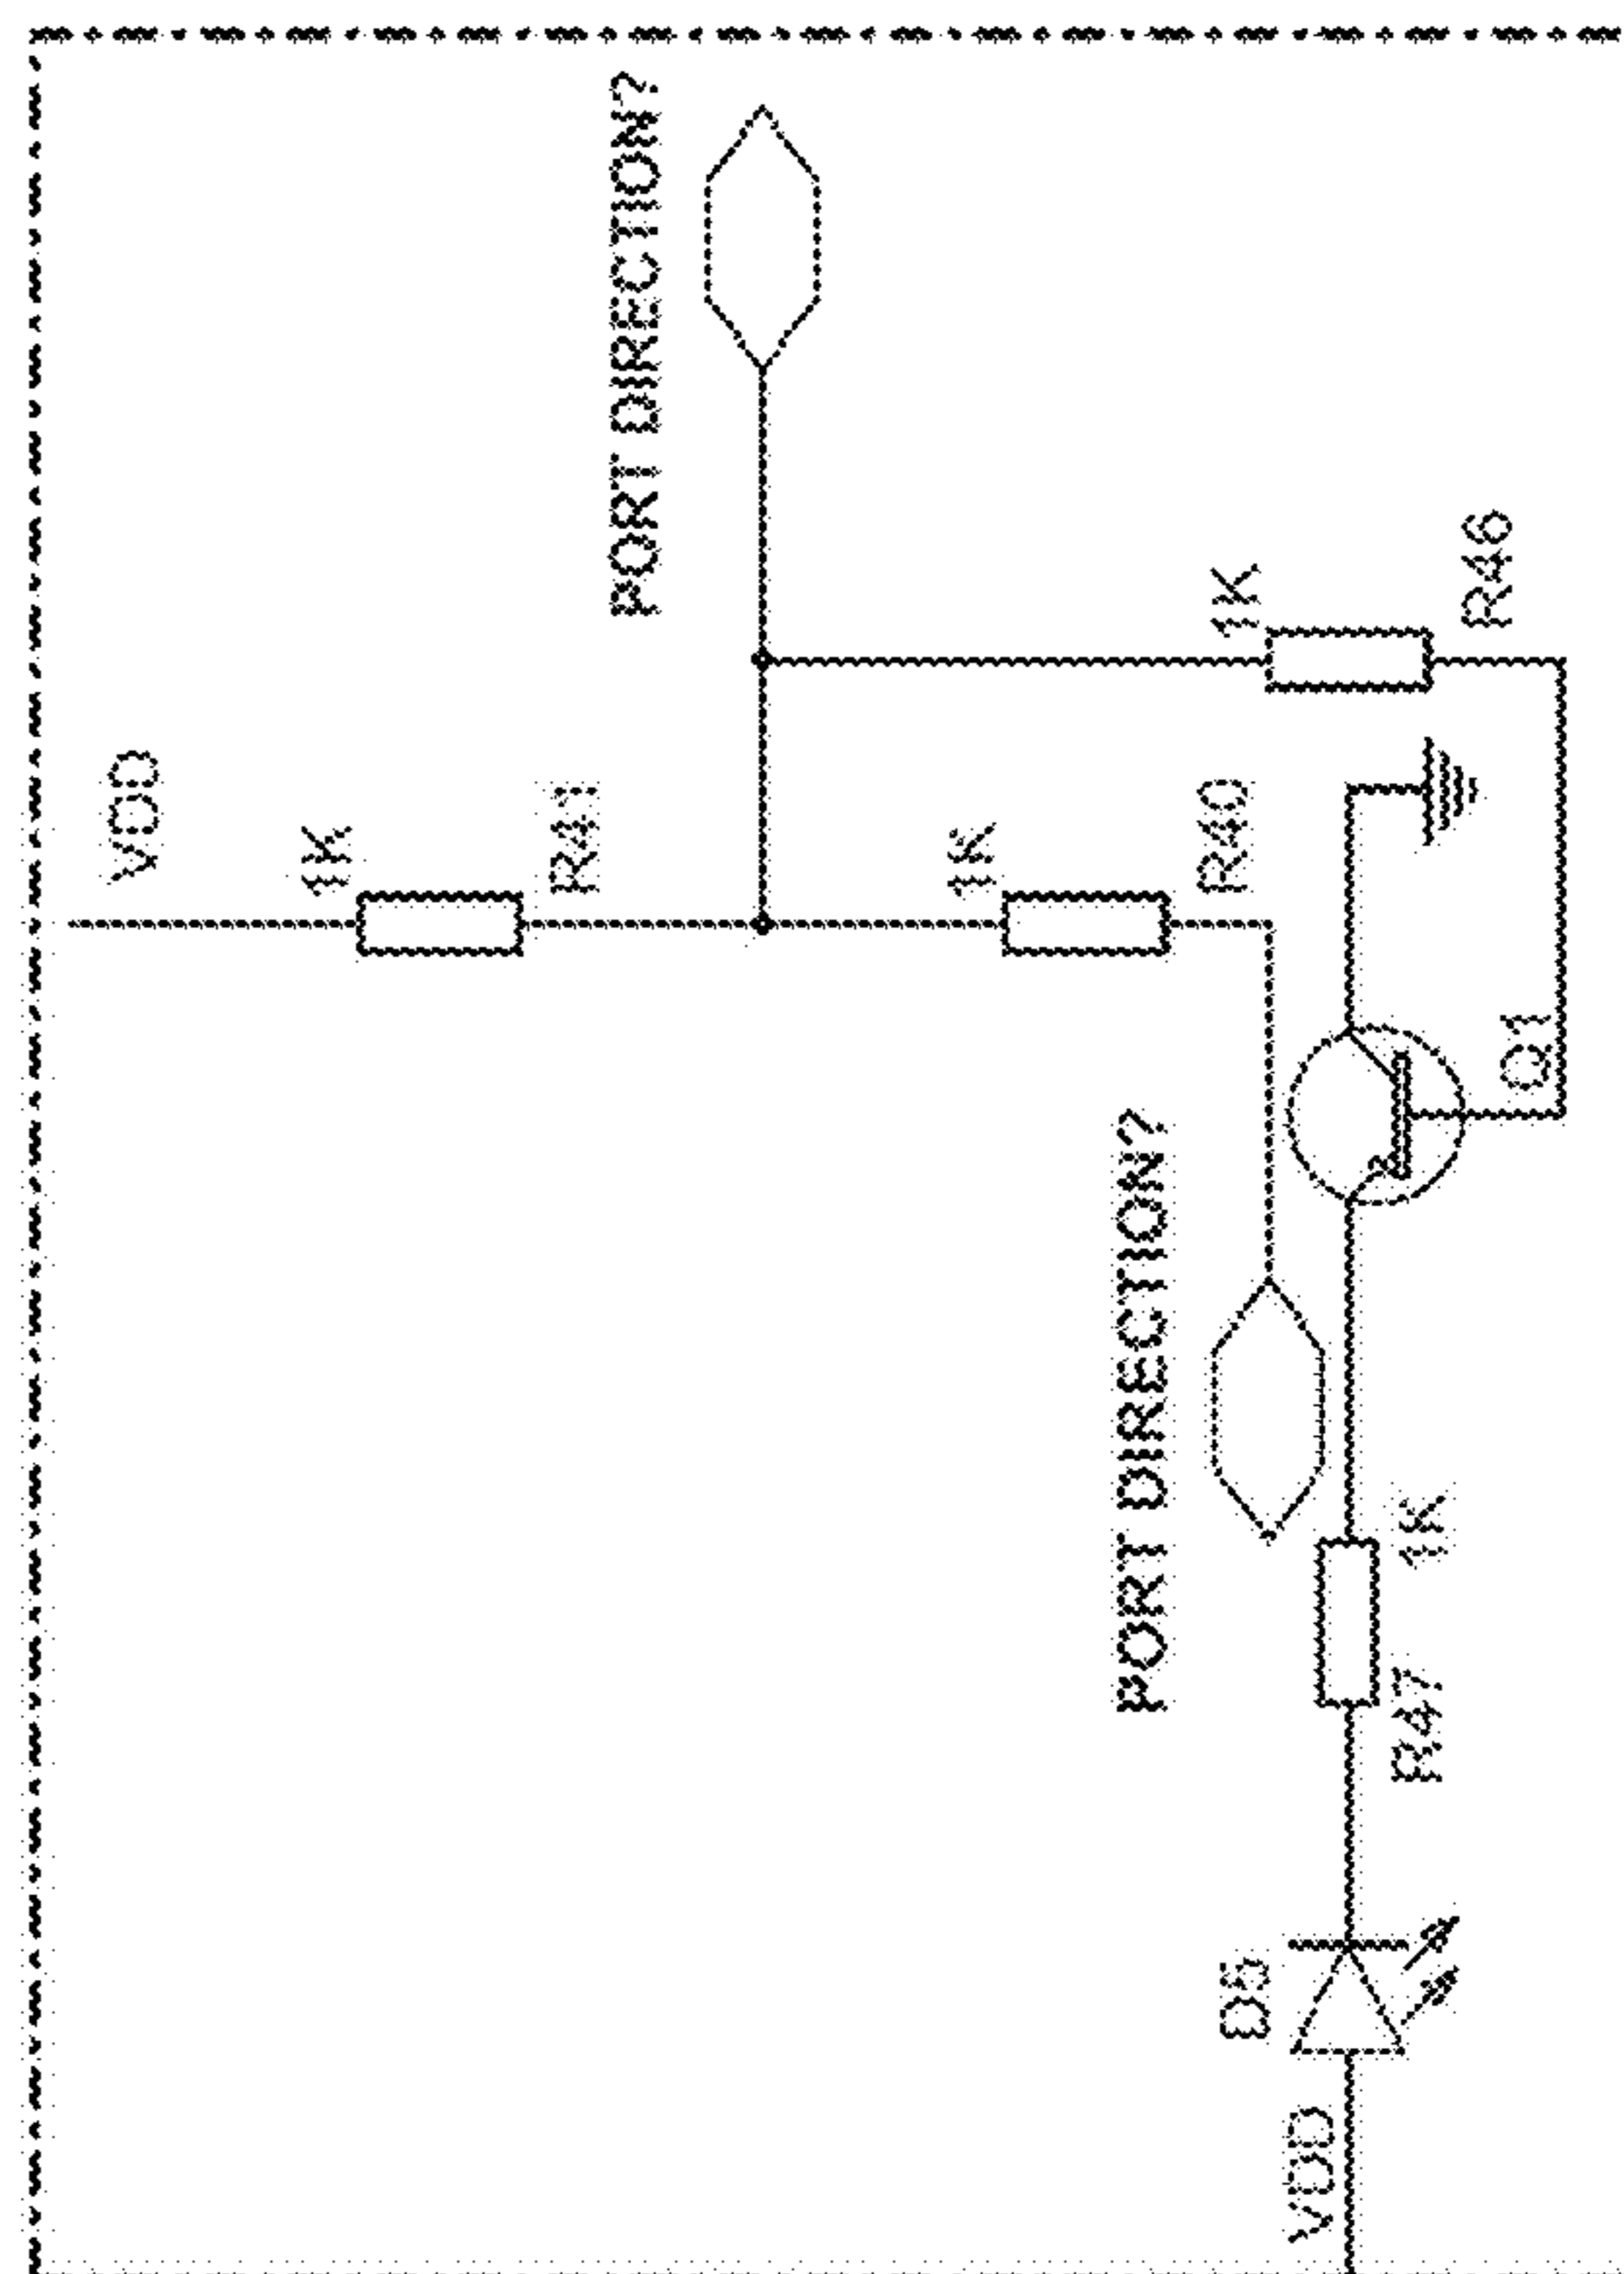 VDD
1K
R41
PORT DIRECTION?
1K
R40
1K
R46
PORT DIRECTION?
Q1
1K
R47
D5
VDD